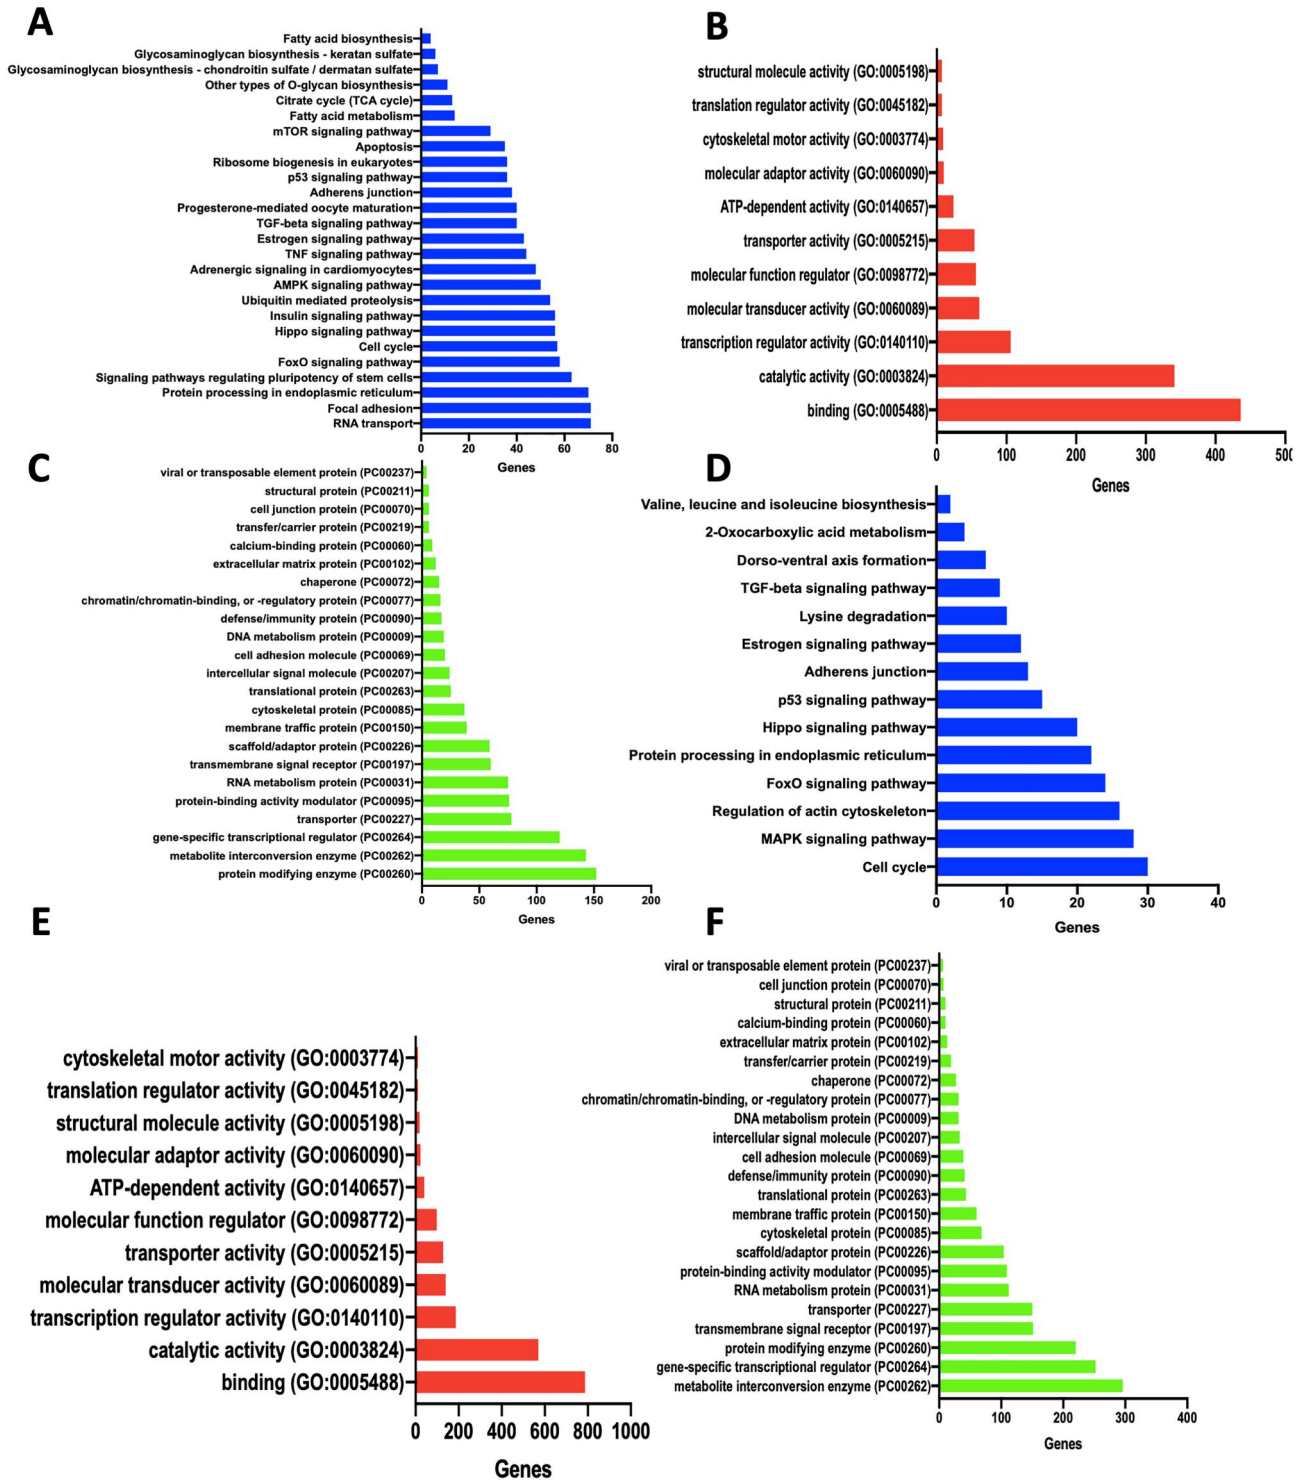 A
Fatty acid biosynthesis
Glycosaminoglycan biosynthesis - keratan sulfate
Glycosaminoglycan biosynthesis - chondroitin sulfate / dermatan sulfate
Other types of O-glycan biosynthesis
Citrate cycle (TCA cycle)
Fatty acid metabolism
mTOR signaling pathway
Apoptosis
Ribosome biogenesis in eukaryotes
p53 signaling pathway
Adherens junction
Progesterone-mediated oocyte maturation
TGF-beta signaling pathway
Estrogen signaling pathway
TNF signaling pathway
Adrenergic signaling in cardiomyocytes
AMPK signaling pathway
Ubiquitin mediated proteolysis
Insulin signaling pathway
Hippo signaling pathway
Cell cycle
FoxO signaling pathway
Signaling pathways regulating pluripotency of stem cells
Protein processing in endoplasmic reticulum
Focal adhesion
RNA transport
0 20 40 60 80
Genes
B
structural molecule activity (GO:0005198)
translation regulator activity (GO:0045182)
cytoskeletal motor activity (GO:0003774)
molecular adaptor activity (GO:0060090)
ATP-dependent activity (GO:0140657)
transporter activity (GO:0005215)
molecular function regulator (GO:0098772)
molecular transducer activity (GO:0060089)
transcription regulator activity (GO:0140110)
catalytic activity (GO:0003824)
binding (GO:0005488)
0 100 200 300 400 500
Genes
C
viral or transposable element protein (PC00237)
structural protein (PC00211)
cell junction protein (PC00070)
transfer/carrier protein (PC00219)
calcium-binding protein (PC00060)
extracellular matrix protein (PC00102)
chaperone (PC00072)
chromatin/chromatin-binding, or -regulatory protein (PC00077)
defense/immunity protein (PC00090)
DNA metabolism protein (PC00009)
cell adhesion molecule (PC00069)
intercellular signal molecule (PC00207)
translational protein (PC00263)
cytoskeletal protein (PC00085)
membrane traffic protein (PC00150)
scaffold/adaptor protein (PC00226)
transmembrane signal receptor (PC00197)
RNA metabolism protein (PC00031)
protein-binding activity modulator (PC00095)
transporter (PC00227)
gene-specific transcriptional regulator (PC00264)
metabolite interconversion enzyme (PC00262)
protein modifying enzyme (PC00260)
0 50 100 150 200
Genes
D
Valine, leucine and isoleucine biosynthesis
2-Oxocarboxylic acid metabolism
Dorso-ventral axis formation
TGF-beta signaling pathway
Lysine degradation
Estrogen signaling pathway
Adherens junction
p53 signaling pathway
Hippo signaling pathway
Protein processing in endoplasmic reticulum
FoxO signaling pathway
Regulation of actin cytoskeleton
MAPK signaling pathway
Cell cycle
0 10 20 30 40
Genes
E
cytoskeletal motor activity (GO:0003774)
translation regulator activity (GO:0045182)
structural molecule activity (GO:0005198)
molecular adaptor activity (GO:0060090)
ATP-dependent activity (GO:0140657)
molecular function regulator (GO:0098772)
transporter activity (GO:0005215)
molecular transducer activity (GO:0060089)
transcription regulator activity (GO:0140110)
catalytic activity (GO:0003824)
binding (GO:0005488)
0 200 400 600 800 1000
Genes
F
viral or transposable element protein (PC00237)
cell junction protein (PC00070)
structural protein (PC00211)
calcium-binding protein (PC00060)
extracellular matrix protein (PC00102)
transfer/carrier protein (PC00219)
chaperone (PC00072)
chromatin/chromatin-binding, or -regulatory protein (PC00077)
DNA metabolism protein (PC00009)
intercellular signal molecule (PC00207)
cell adhesion molecule (PC00069)
defense/immunity protein (PC00090)
translational protein (PC00263)
membrane traffic protein (PC00150)
cytoskeletal protein (PC00085)
scaffold/adaptor protein (PC00226)
protein-binding activity modulator (PC00095)
RNA metabolism protein (PC00031)
transporter (PC00227)
transmembrane signal receptor (PC00197)
protein modifying enzyme (PC00260)
gene-specific transcriptional regulator (PC00264)
metabolite interconversion enzyme (PC00262)
0 100 200 300 400
Genes